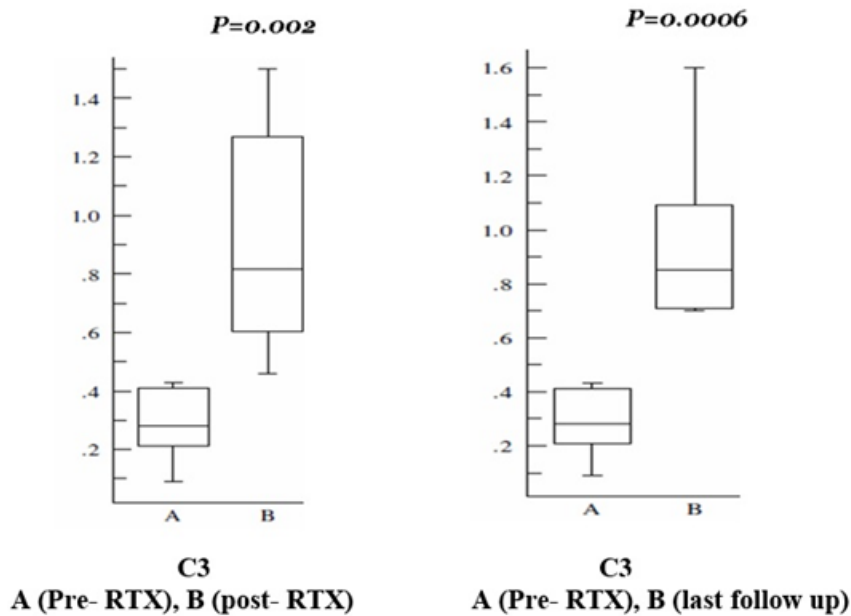 P=0.002
1.4
1.2
1.0
.8
.6
.4
.2
A B
C3
A (Pre- RTX), B (post- RTX)
P=0.0006
1.6
1.4
1.2
1.0
.8
.6
.4
.2
A B
C3
A (Pre- RTX), B (last follow up)